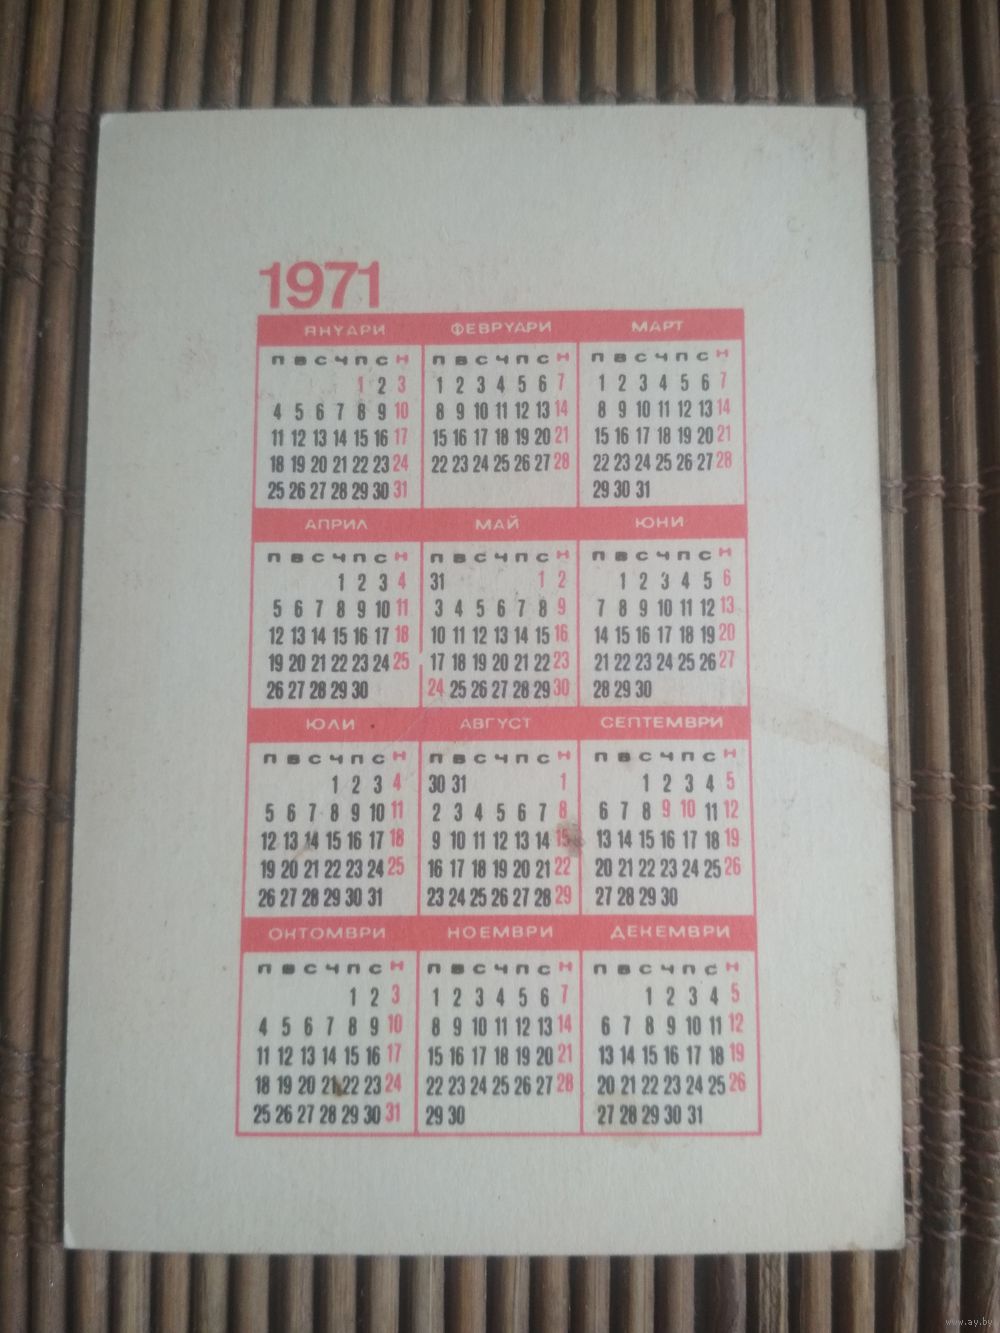 1971
ЯНУАРИ ФЕВРУАРИ МАРТ
П В С Ч П С Н П В С Ч П С Н П В С Ч П С Н
1 2 3 1 2 3 4 5 6 7 1 2 3 4 5 6 7
4 5 6 7 8 9 10 8 9 10 11 12 13 14 8 9 10 11 12 13 14
11 12 13 14 15 16 17 15 16 17 18 19 20 21 15 16 17 18 19 20 21
18 19 20 21 22 23 24 22 23 24 25 26 27 28 22 23 24 25 26 27 28
25 26 27 28 29 30 31 29 30 31
АПРИЛ МАЙ ЮНИ
П В С Ч П С Н П В С Ч П С Н П В С Ч П С Н
1 2 3 4 31 1 2 1 2 3 4 5 6
5 6 7 8 9 10 11 3 4 5 6 7 8 9 7 8 9 10 11 12 13
12 13 14 15 16 17 18 10 11 12 13 14 15 16 14 15 16 17 18 19 20
19 20 21 22 23 24 25 17 18 19 20 21 22 23 21 22 23 24 25 26 27
26 27 28 29 30 24 25 26 27 28 29 30 28 29 30
ЮЛИ АВГУСТ СЕПТЕМВРИ
П В С Ч П С Н П В С Ч П С Н П В С Ч П С Н
1 2 3 4 30 31 1 1 2 3 4 5
5 6 7 8 9 10 11 2 3 4 5 6 7 8 6 7 8 9 10 11 12
12 13 14 15 16 17 18 9 10 11 12 13 14 15 13 14 15 16 17 18 19
19 20 21 22 23 24 25 16 17 18 19 20 21 22 20 21 22 23 24 25 26
26 27 28 29 30 31 23 24 25 26 27 28 29 27 28 29 30
ОКТОМВРИ НОЕМВРИ ДЕКЕМВРИ
П В С Ч П С Н П В С Ч П С Н П В С Ч П С Н
1 2 3 1 2 3 4 5 6 7 1 2 3 4 5
4 5 6 7 8 9 10 8 9 10 11 12 13 14 6 7 8 9 10 11 12
11 12 13 14 15 16 17 15 16 17 18 19 20 21 13 14 15 16 17 18 19
18 19 20 21 22 23 24 22 23 24 25 26 27 28 20 21 22 23 24 25 26
25 26 27 28 29 30 31 29 30 27 28 29 30 31
www.ay.by